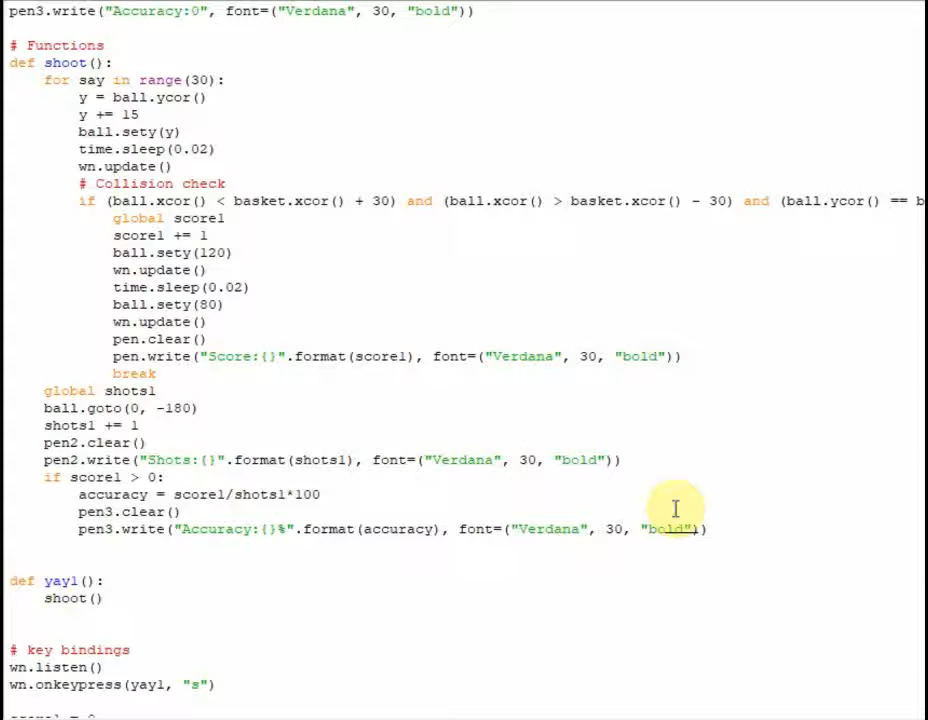 pen3.write("Accuracy:0", font=("Verdana", 30, "bold"))
# Functions
def shoot():
    for say in range(30):
        y = ball.ycor()
        y += 15
        ball.sety(y)
        time.sleep(0.02)
        wn.update()
        # Collision check
        if (ball.xcor() < basket.xcor() + 30) and (ball.xcor() > basket.xcor() - 30) and (ball.ycor() == b
            global score1
            score1 += 1
            ball.sety(120)
            wn.update()
            time.sleep(0.02)
            ball.sety(80)
            wn.update()
            pen.clear()
            pen.write("Score:{}".format(score1), font=("Verdana", 30, "bold"))
            break
    global shots1
    ball.goto(0, -180)
    shots1 += 1
    pen2.clear()
    pen2.write("Shots:{}".format(shots1), font=("Verdana", 30, "bold"))
    if score1 > 0:
        accuracy = score1/shots1*100
        pen3.clear()
        pen3.write("Accuracy:{}%".format(accuracy), font=("Verdana", 30, "bold"))
def yay1():
    shoot()
# key bindings
wn.listen()
wn.onkeypress(yay1, "s")